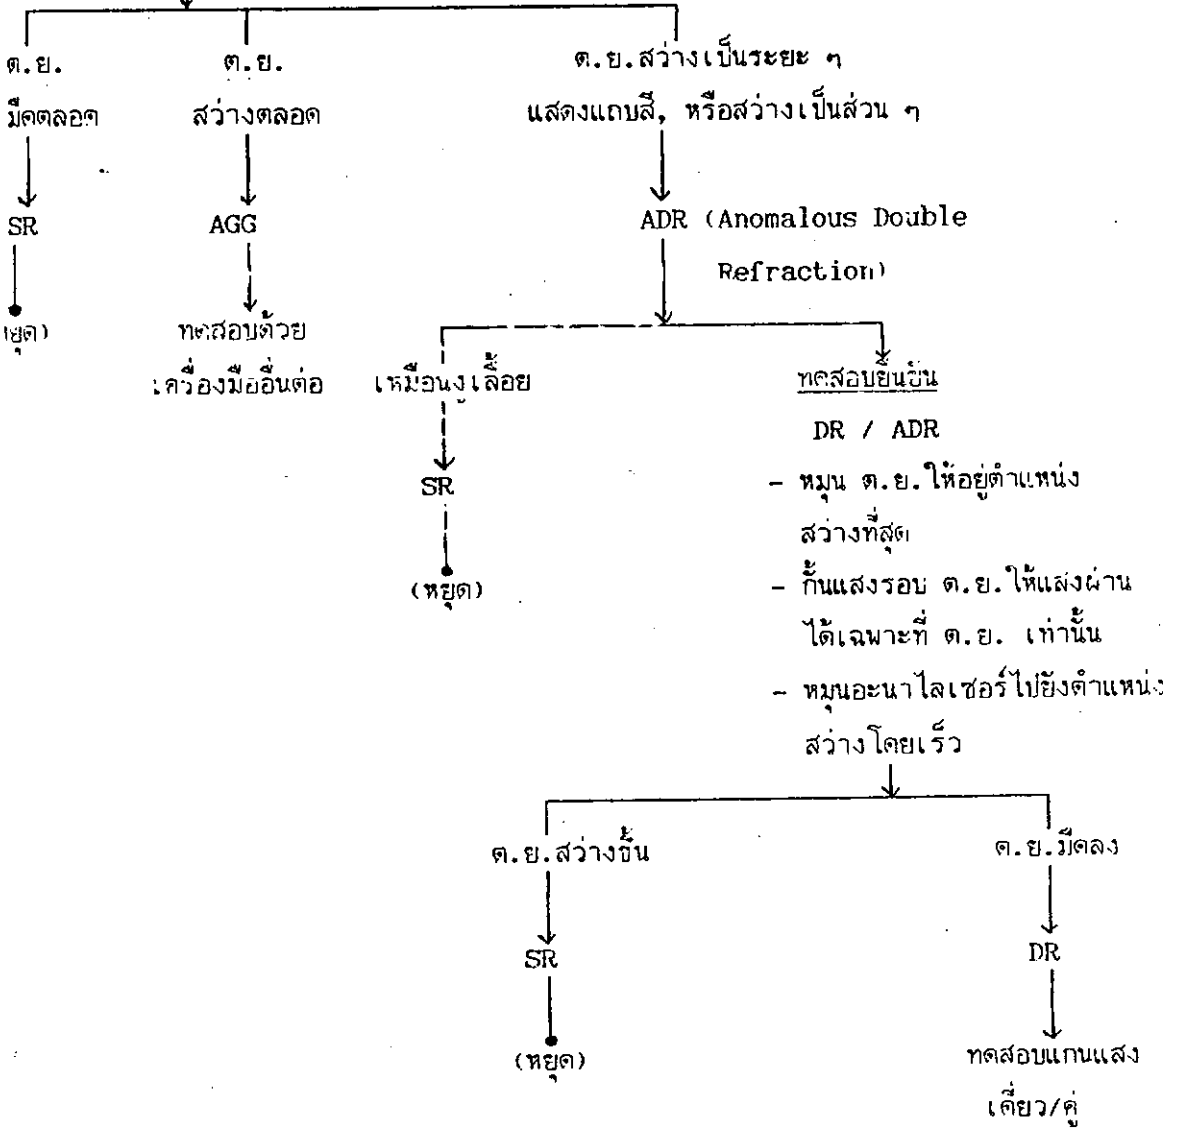 ต.ย.
มืดตลอด
SR
หยุด)
ต.ย.
สว่างตลอด
AGG
ทดสอบด้วย
เครื่องมืออื่นต่อ
ต.ย.สว่างเป็นระยะ ๆ
แสดงแถบสี, หรือสว่างเป็นส่วน ๆ
ADR (Anomalous Double
Refraction)
เหมือนงูเลื้อย
SR
(หยุด)
ทดสอบยืนยัน
DR / ADR
- หมุน ต.ย.ให้อยู่ตำแหน่ง
สว่างที่สุด
- กั้นแสงรอบ ต.ย.ให้แสงผ่าน
ได้เฉพาะที่ ต.ย. เท่านั้น
- หมุนอะนาไลเซอร์ไปยังตำแหน่ง
สว่างโดยเร็ว
ต.ย.สว่างขึ้น
SR
(หยุด)
ต.ย.มืดลง
DR
ทดสอบแกนแสง
เดี่ยว/คู่